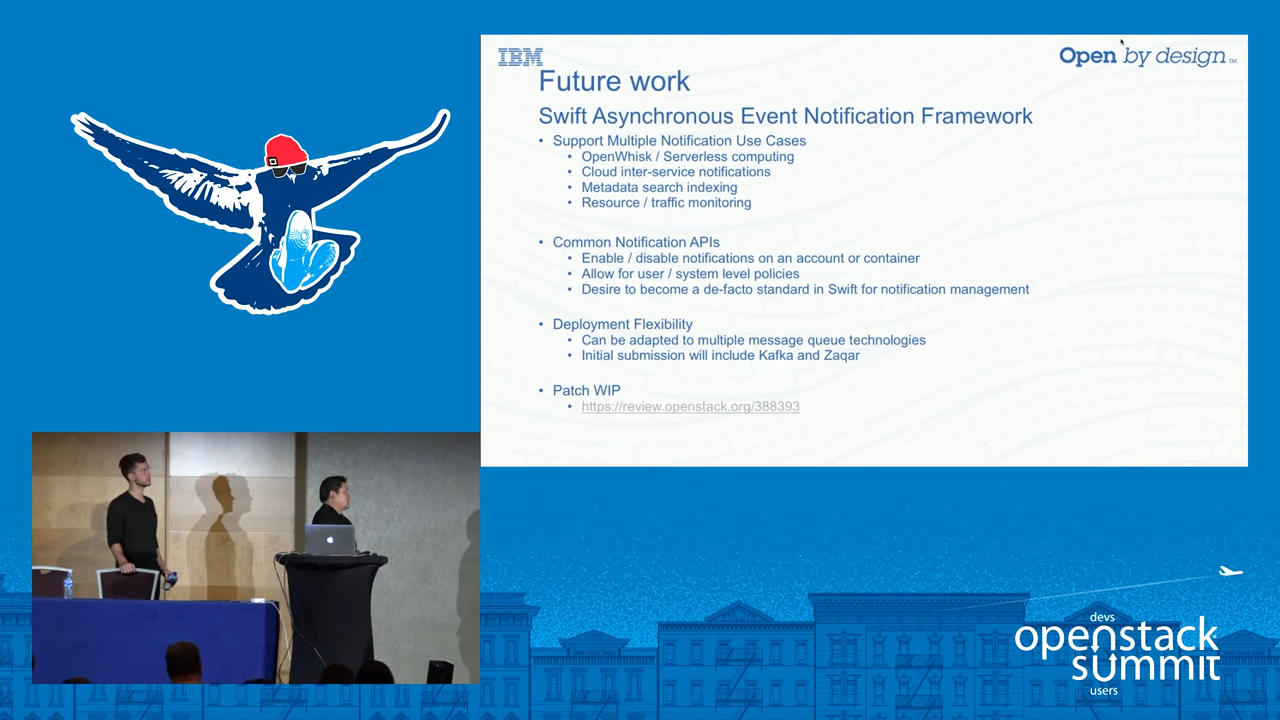 IBM
Open by design™
Future work
Swift Asynchronous Event Notification Framework
• Support Multiple Notification Use Cases
• OpenWhisk / Serverless computing
• Cloud inter-service notifications
• Metadata search indexing
• Resource / traffic monitoring
• Common Notification APIs
• Enable / disable notifications on an account or container
• Allow for user / system level policies
• Desire to become a de-facto standard in Swift for notification management
• Deployment Flexibility
• Can be adapted to multiple message queue technologies
• Initial submission will include Kafka and Zaqar
• Patch WIP
• https://review.openstack.org/388393
devs
openstack
summit
users